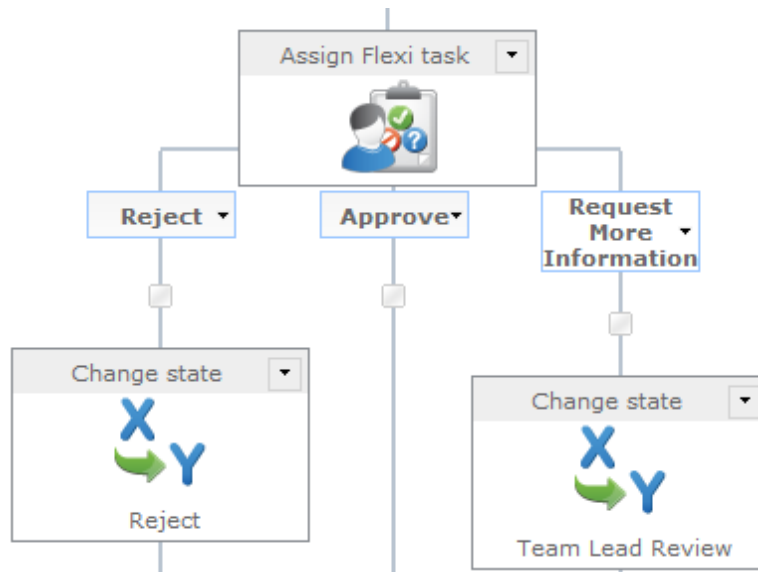 Assign Flexi task
Reject
Approve
Request
More
Information
Change state
Reject
Change state
Team Lead Review